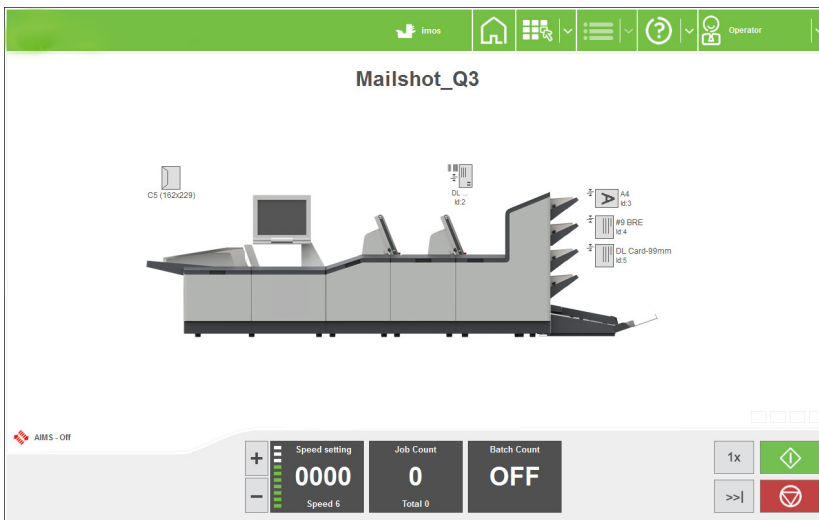 imos
Operator
Mailshot_Q3
C5 (162x229)
DL ...
Id:2
A4
Id:3
#9 BRE
Id:4
DL Card-99mm
Id:5
AIMS - Off
+
−
Speed setting
0000
Speed 6
Job Count
0
Total 0
Batch Count
OFF
1x
>>|